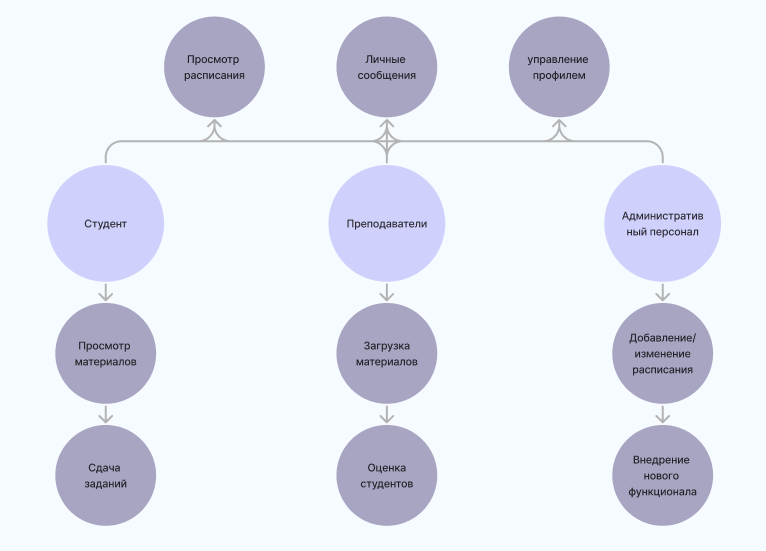 Просмотр
расписания
Личные
сообщения
управление
профилем
Студент
Преподаватели
Административ
ный персонал
Просмотр
материалов
Загрузка
материалов
Добавление/
изменение
расписания
Сдача
заданий
Оценка
студентов
Внедрение
нового
функционала